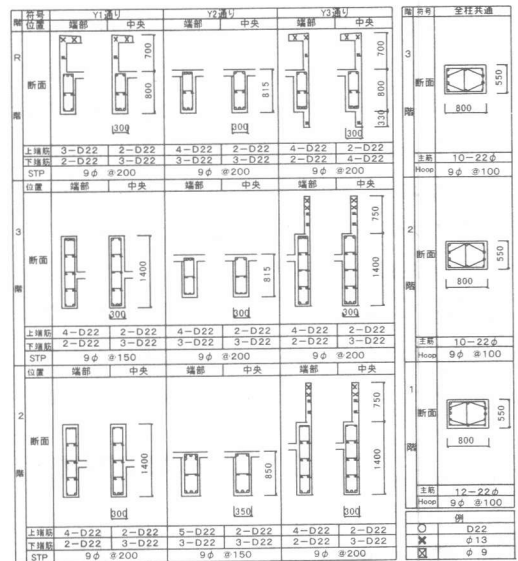 階 符号 Y1通り Y2通り Y3通り
位置 端部 中央 端部 中央 端部 中央
R階 断面
700 800 300
815 300
700 800 330 300
上端筋 3-D22 2-D22 4-D22 2-D22 4-D22 2-D22
下端筋 2-D22 3-D22 2-D22 3-D22 2-D22 4-D22
STP 9φ @200 9φ @200 9φ @200
位置 端部 中央 端部 中央 端部 中央
3階 断面
1400 300
815 300
750 1400 300
上端筋 4-D22 2-D22 4-D22 2-D22 4-D22 2-D22
下端筋 2-D22 3-D22 2-D22 3-D22 2-D22 3-D22
STP 9φ @150 9φ @200 9φ @200
位置 端部 中央 端部 中央 端部 中央
2階 断面
1400 300
850 350
750 1400 300
上端筋 4-D22 2-D22 5-D22 2-D22 4-D22 2-D22
下端筋 2-D22 3-D22 3-D22 3-D22 2-D22 3-D22
STP 9φ @200 9φ @150 9φ @200
階 符号 全柱共通
3階 断面
550
800
主筋 10-22φ
Hoop 9φ @100
2階 断面
550
800
主筋 10-22φ
Hoop 9φ @100
1階 断面
550
800
主筋 12-22φ
Hoop 9φ @100
例
D22
φ13
φ9